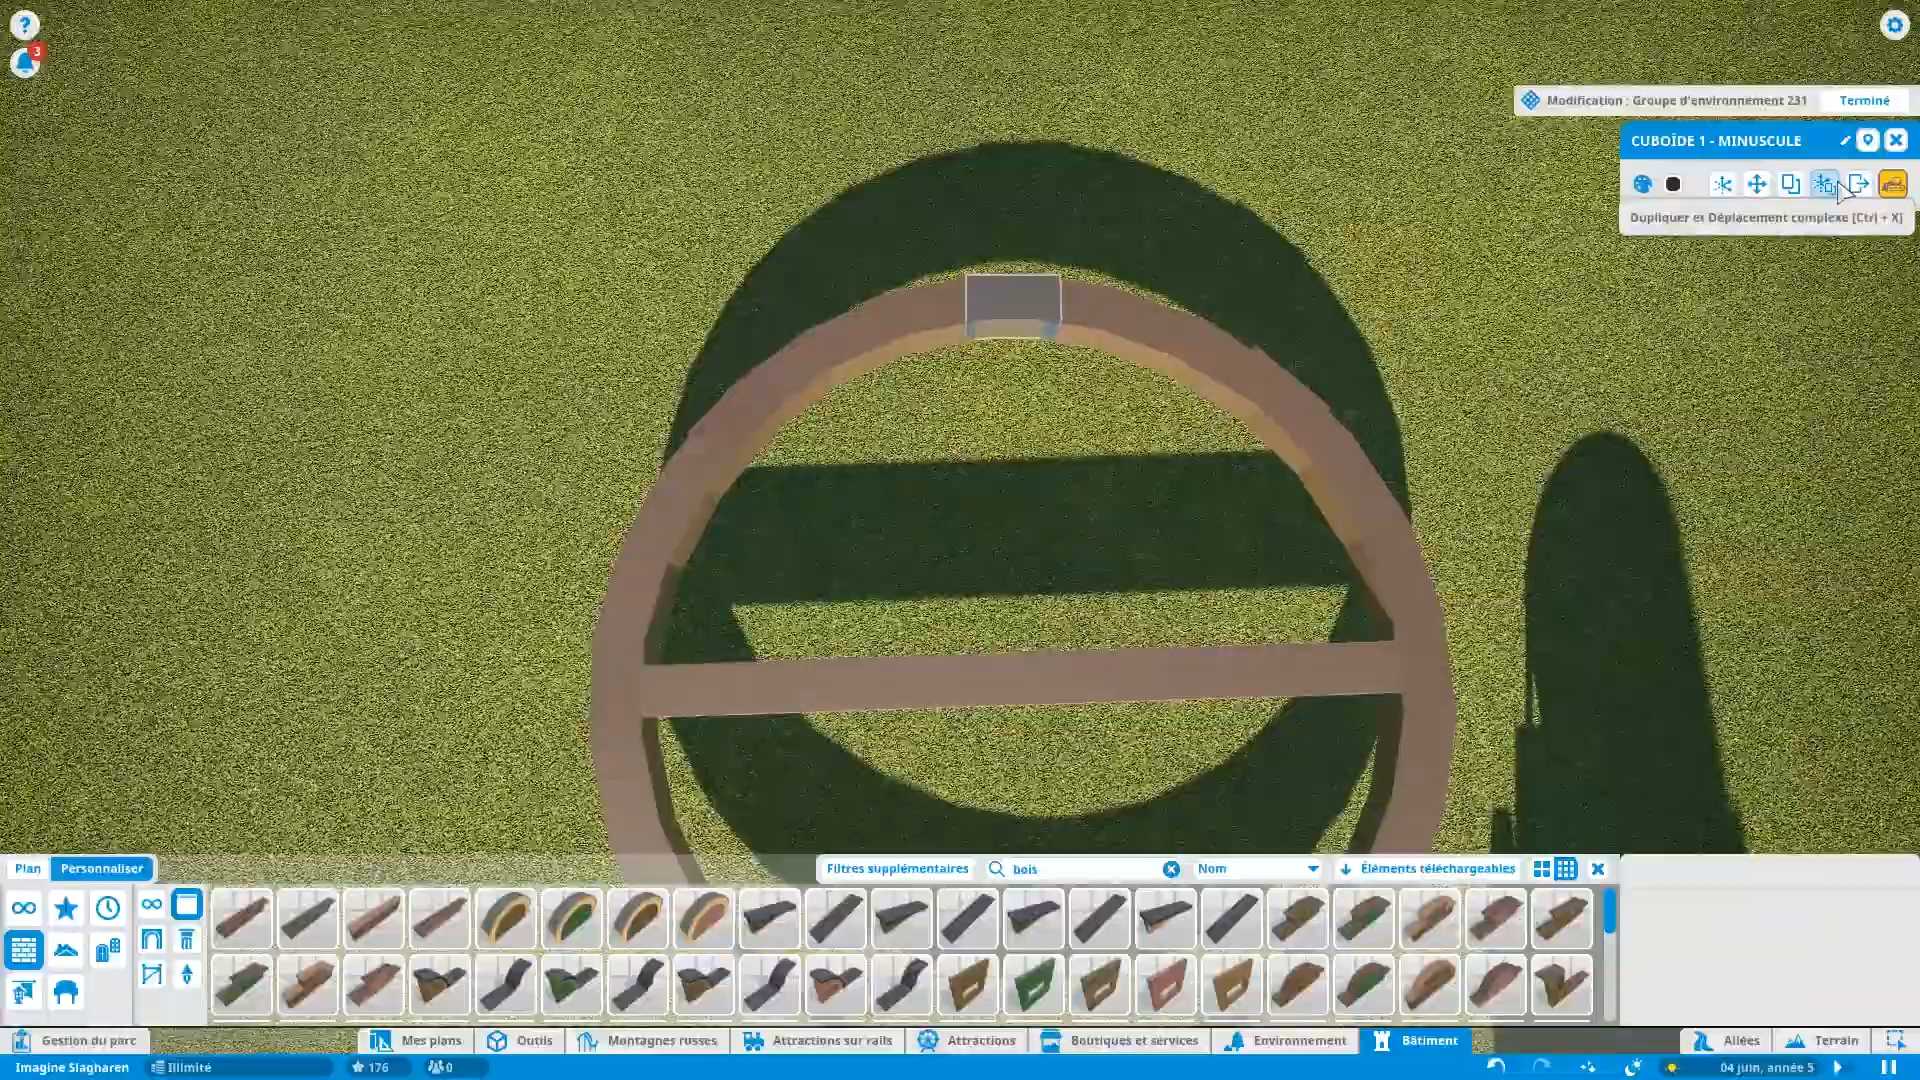 ?
3
Modification : Groupe d'environnement 231
Terminé
CUBOÏDE 1 - MINUSCULE
Dupliquer et Déplacement complexe [Ctrl + X]
Plan
Personnaliser
Filtres supplémentaires
bois
Nom
Éléments téléchargeables
Gestion du parc
Mes plans
Outils
Montagnes russes
Attractions sur rails
Attractions
Boutiques et services
Environnement
Bâtiment
Allées
Terrain
Imagine Slagharen
Illimité
176
0
04 juin, année 5